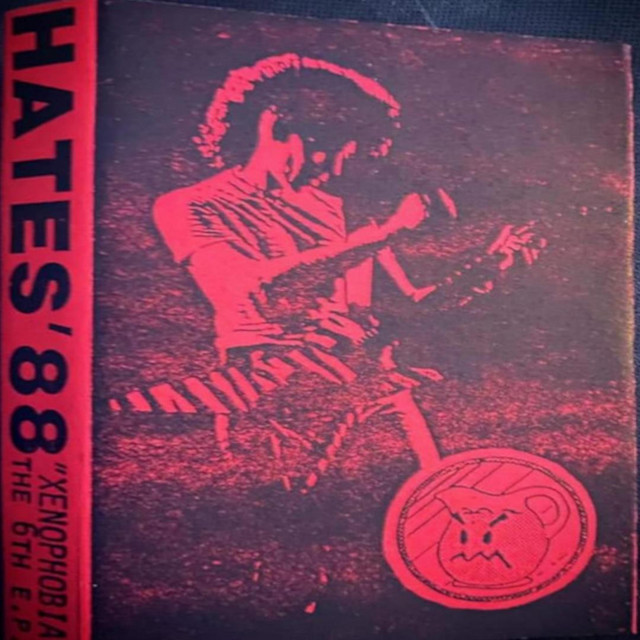 HATES '88
"XENOPHOBIA
THE 6TH E.P.